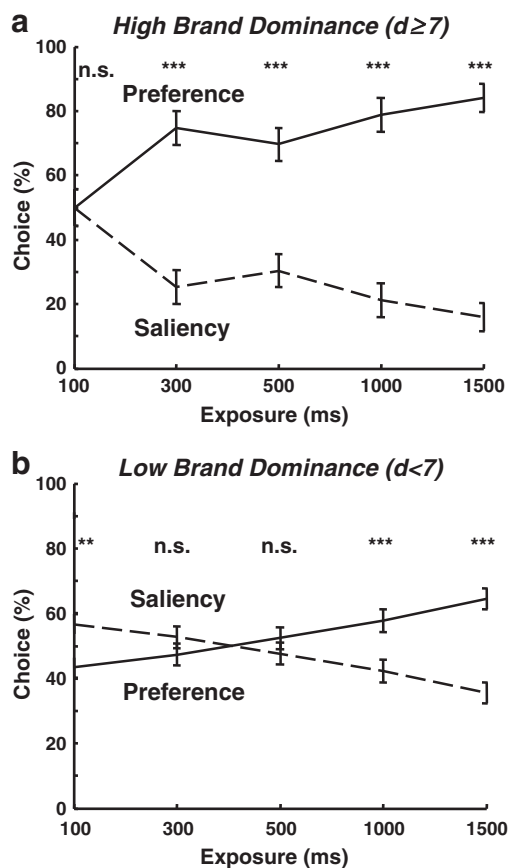 a
High Brand Dominance (d≥7)
100
n.s. *** *** *** ***
Preference
80
60
Choice (%)
40
20
Saliency
0
100 300 500 1000 1500
Exposure (ms)
b
Low Brand Dominance (d<7)
100
80
** n.s. n.s. *** ***
Saliency
60
Choice (%)
40
Preference
20
0
100 300 500 1000 1500
Exposure (ms)